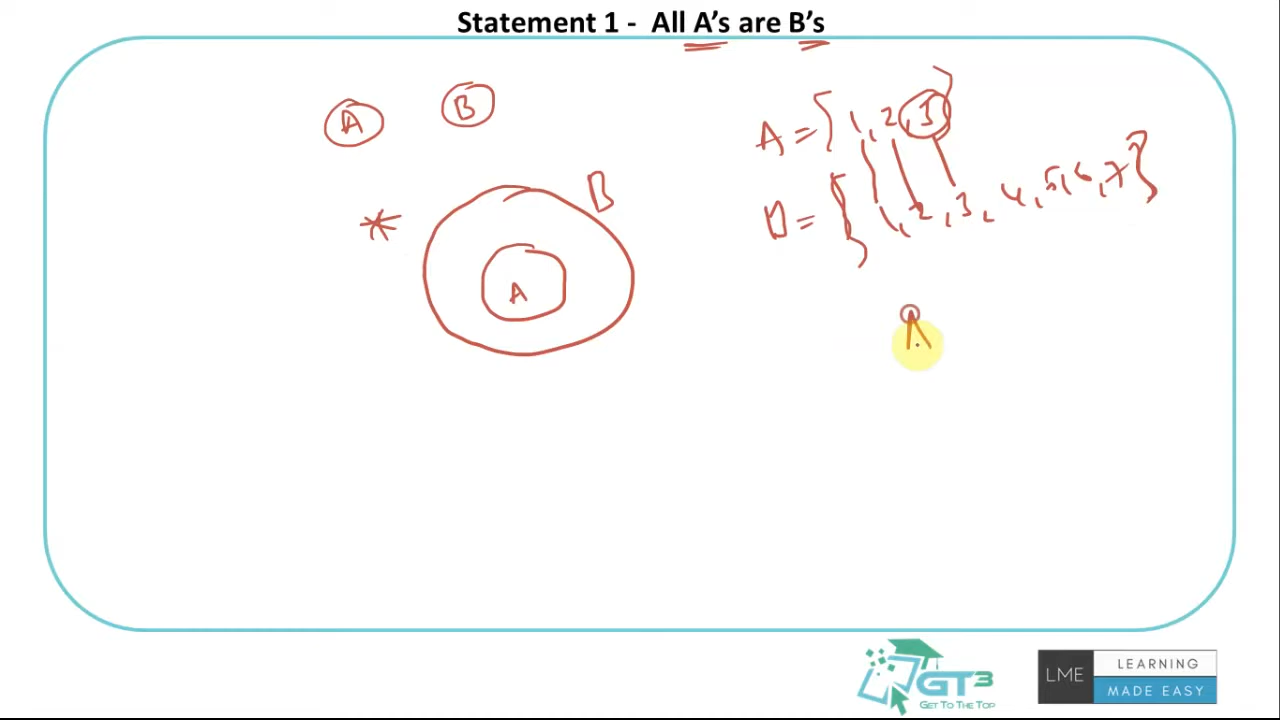 Statement 1 - All A's are B's
A B
A = { 1, 2, 3 }
B = { 1, 2, 3, 4, 5, 6, 7 }
B
A
A
GT3
GET TO THE TOP
LME LEARNING
MADE EASY